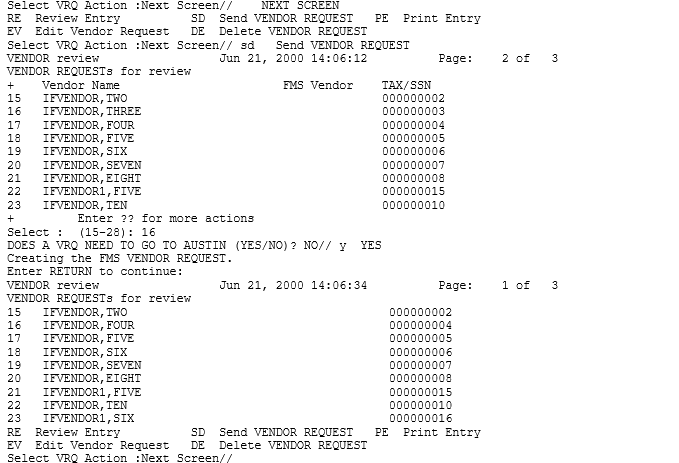 Select VRQ Action :Next Screen//    NEXT SCREEN
RE  Review Entry          SD  Send VENDOR REQUEST   PE  Print Entry
EV  Edit Vendor Request   DE  Delete VENDOR REQUEST
Select VRQ Action :Next Screen// sd   Send VENDOR REQUEST
VENDOR review                 Jun 21, 2000 14:06:12          Page:    2 of   3
VENDOR REQUESTs for review
+    Vendor Name                       FMS Vendor    TAX/SSN
15   IFVENDOR,TWO                                    000000002
16   IFVENDOR,THREE                                  000000003
17   IFVENDOR,FOUR                                   000000004
18   IFVENDOR,FIVE                                   000000005
19   IFVENDOR,SIX                                    000000006
20   IFVENDOR,SEVEN                                  000000007
21   IFVENDOR,EIGHT                                  000000008
22   IFVENDOR1,FIVE                                  000000015
23   IFVENDOR,TEN                                    000000010
+         Enter ?? for more actions
Select :  (15-28): 16
DOES A VRQ NEED TO GO TO AUSTIN (YES/NO)? NO// y  YES
Creating the FMS VENDOR REQUEST.
Enter RETURN to continue:
VENDOR review                 Jun 21, 2000 14:06:34          Page:    1 of   3
VENDOR REQUESTs for review
15   IFVENDOR,TWO                                     000000002
16   IFVENDOR,FOUR                                    000000004
17   IFVENDOR,FIVE                                    000000005
18   IFVENDOR,SIX                                     000000006
19   IFVENDOR,SEVEN                                   000000007
20   IFVENDOR,EIGHT                                   000000008
21   IFVENDOR1,FIVE                                   000000015
22   IFVENDOR,TEN                                     000000010
23   IFVENDOR1,SIX                                    000000016
RE  Review Entry          SD  Send VENDOR REQUEST   PE  Print Entry
EV  Edit Vendor Request   DE  Delete VENDOR REQUEST
Select VRQ Action :Next Screen//